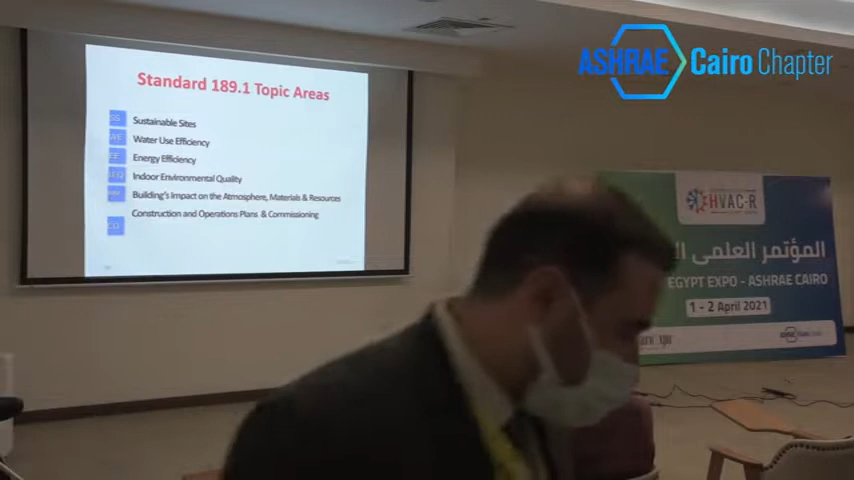 ASHRAE Cairo Chapter
Standard 189.1 Topic Areas
SS Sustainable Sites
WE Water Use Efficiency
EE Energy Efficiency
IEQ Indoor Environmental Quality
Building's Impact on the Atmosphere, Materials & Resources
CO Construction and Operations Plans & Commissioning
HVAC-R
المؤتمر العلمى
EGYPT EXPO - ASHRAE CAIRO
1 - 2 April 2021